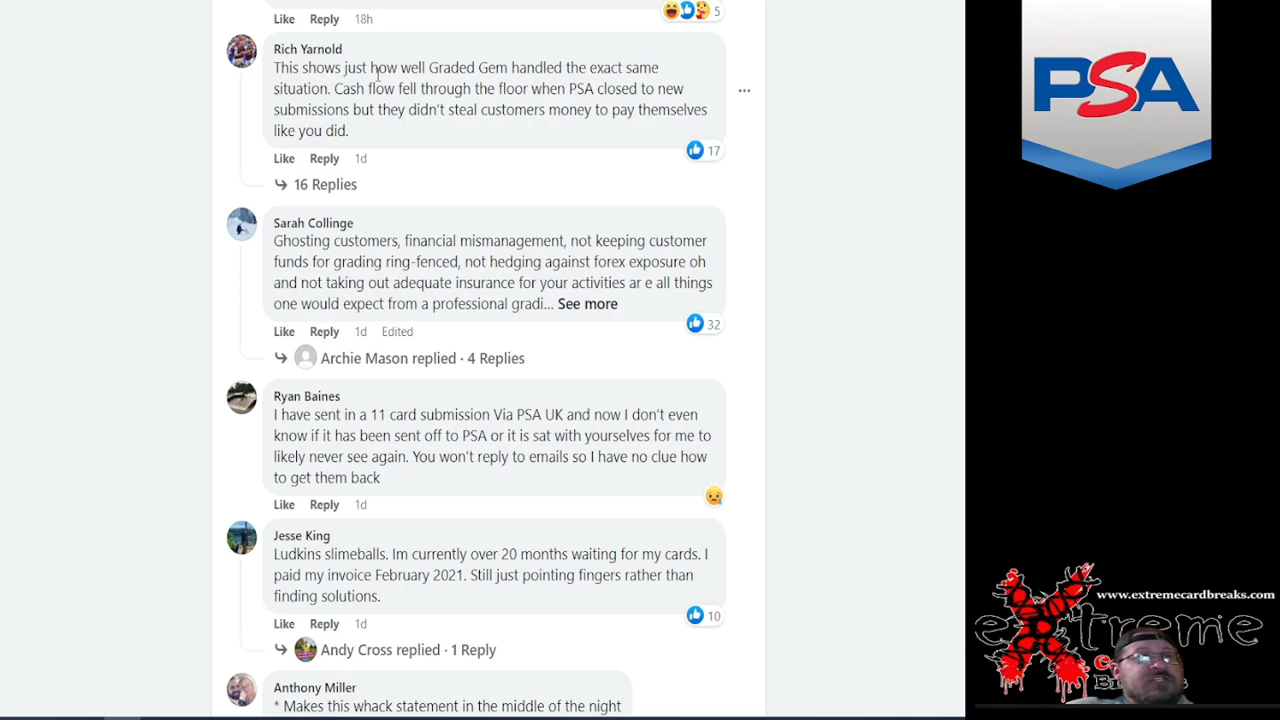 Like Reply 18h 5
Rich Yarnold
This shows just how well Graded Gem handled the exact same
situation. Cash flow fell through the floor when PSA closed to new
submissions but they didn't steal customers money to pay themselves
like you did.
17
Like Reply 1d
16 Replies
Sarah Collinge
Ghosting customers, financial mismanagement, not keeping customer
funds for grading ring-fenced, not hedging against forex exposure oh
and not taking out adequate insurance for your activities ar e all things
one would expect from a professional gradi... See more
32
Like Reply 1d Edited
Archie Mason replied · 4 Replies
Ryan Baines
I have sent in a 11 card submission Via PSA UK and now I don't even
know if it has been sent off to PSA or it is sat with yourselves for me to
likely never see again. You won't reply to emails so I have no clue how
to get them back
Like Reply 1d
Jesse King
Ludkins slimeballs. Im currently over 20 months waiting for my cards. I
paid my invoice February 2021. Still just pointing fingers rather than
finding solutions.
10
Like Reply 1d
Andy Cross replied · 1 Reply
Anthony Miller
* Makes this whack statement in the middle of the night
PSA
www.extremecardbreaks.com
eXtreme